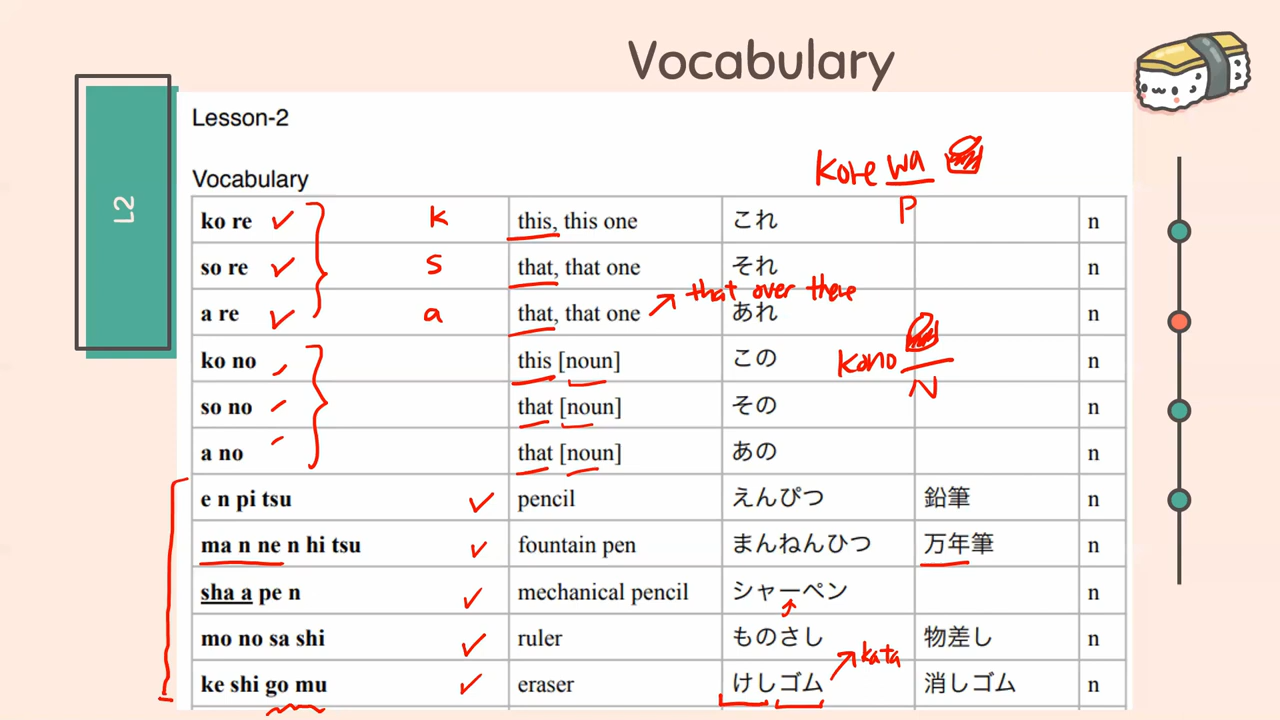 Vocabulary
L2
Lesson-2
Vocabulary
kore wa
P
ko re k this, this one これ n
so re s that, that one それ n
that over there
a re a that, that one あれ n
ko no this [noun] この n
kono
N
so no that [noun] その n
a no that [noun] あの n
e n pi tsu pencil えんぴつ 鉛筆 n
ma n ne n hi tsu fountain pen まんねんひつ 万年筆 n
sha a pe n mechanical pencil シャーペン n
mo no sa shi ruler ものさし 物差し n
kata
ke shi go mu eraser けしゴム 消しゴム n